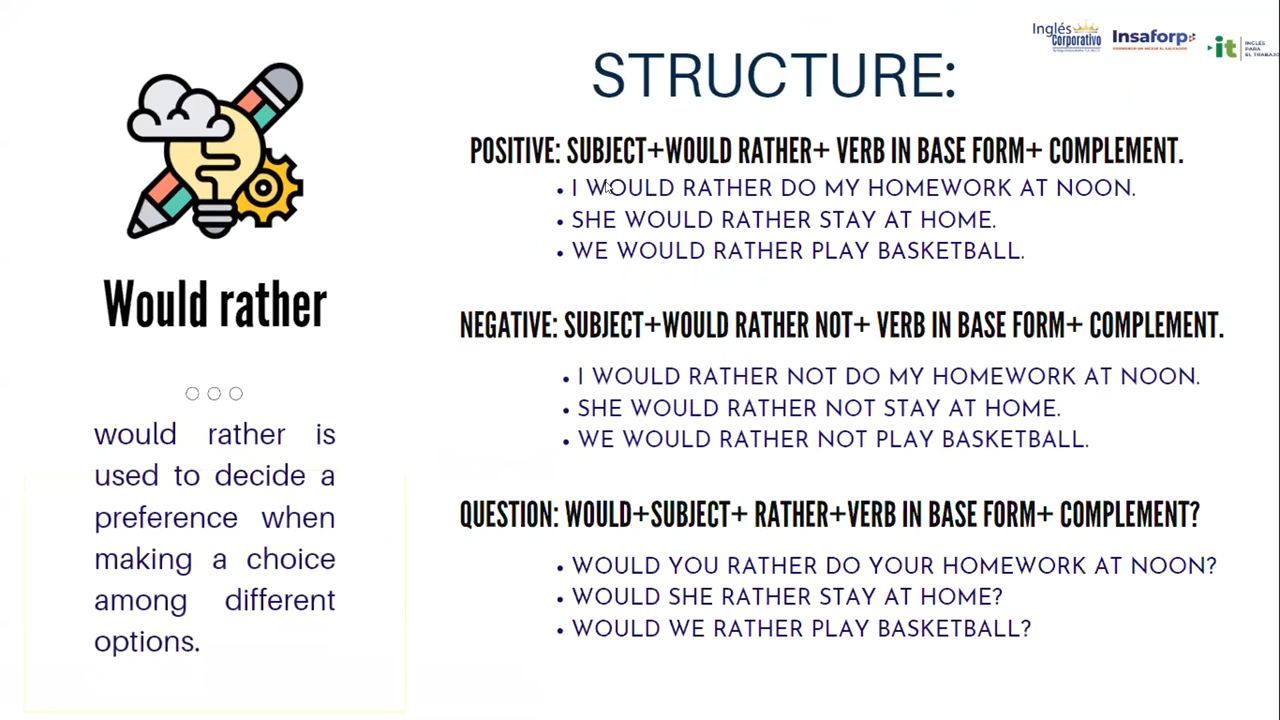 Inglés
Corporativo
Insaforp
it
INGLÉS
PARA
EL TRABAJO
STRUCTURE:
POSITIVE: SUBJECT+WOULD RATHER+ VERB IN BASE FORM+ COMPLEMENT.
• I WOULD RATHER DO MY HOMEWORK AT NOON.
• SHE WOULD RATHER STAY AT HOME.
• WE WOULD RATHER PLAY BASKETBALL.
Would rather
would rather is
used to decide a
preference when
making a choice
among different
options.
NEGATIVE: SUBJECT+WOULD RATHER NOT+ VERB IN BASE FORM+ COMPLEMENT.
• I WOULD RATHER NOT DO MY HOMEWORK AT NOON.
• SHE WOULD RATHER NOT STAY AT HOME.
• WE WOULD RATHER NOT PLAY BASKETBALL.
QUESTION: WOULD+SUBJECT+ RATHER+VERB IN BASE FORM+ COMPLEMENT?
• WOULD YOU RATHER DO YOUR HOMEWORK AT NOON?
• WOULD SHE RATHER STAY AT HOME?
• WOULD WE RATHER PLAY BASKETBALL?